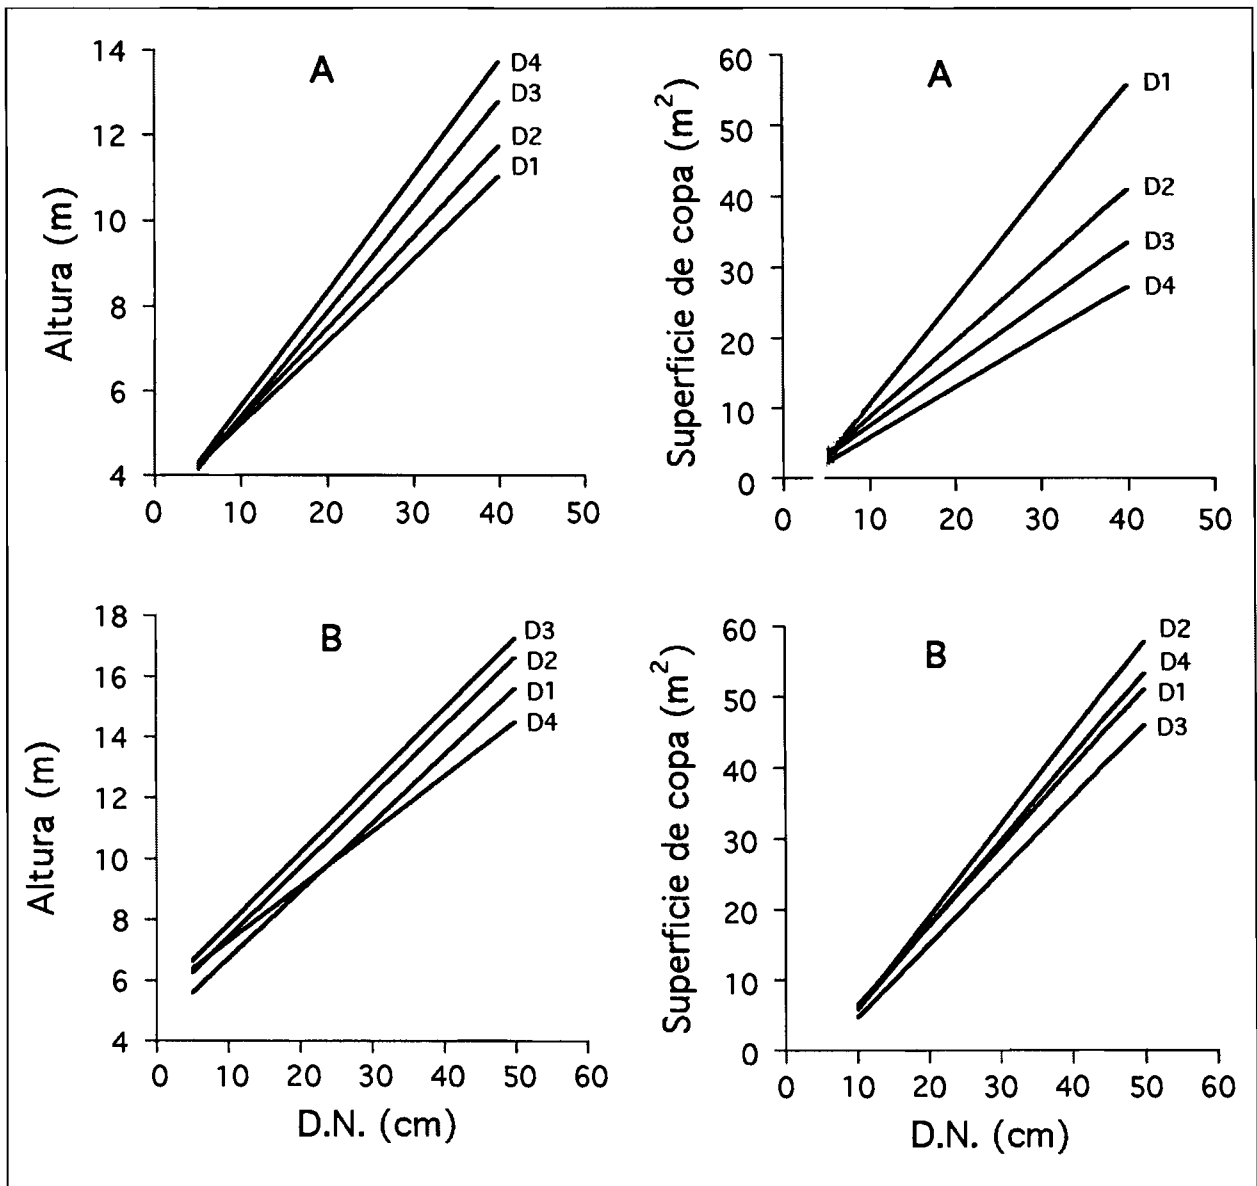 A
Altura (m)
14
12
10
8
6
4
0 10 20 30 40 50
D4
D3
D2
D1
A
Superficie de copa (m²)
60
50
40
30
20
10
0
0 10 20 30 40 50
D1
D2
D3
D4
B
Altura (m)
18
16
14
12
10
8
6
4
0 10 20 30 40 50 60
D.N. (cm)
D3
D2
D1
D4
B
Superficie de copa (m²)
60
50
40
30
20
10
0
0 10 20 30 40 50 60
D.N. (cm)
D2
D4
D1
D3